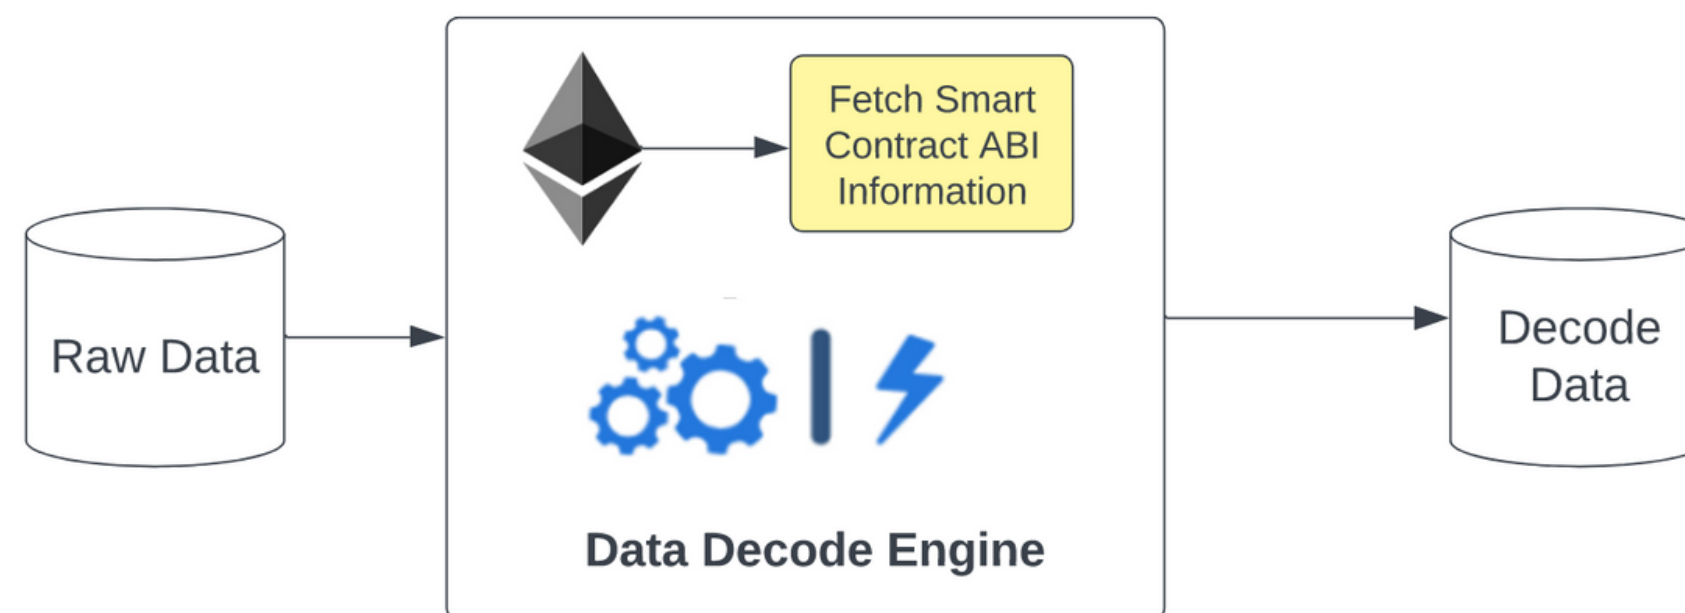 Fetch Smart
Contract ABI
Information
Raw Data
Decode
Data
Data Decode Engine